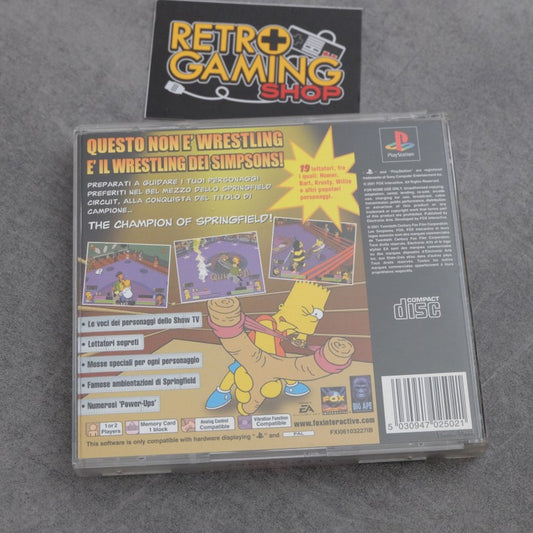 RETRO
GAMING
SHOP
QUESTO NON E' WRESTLING
E' IL WRESTLING DEI SIMPSONS!
PREPARATI A GUIDARE I TUOI PERSONAGGI
PREFERITI NEL BEL MEZZO DELLO SPRINGFIELD
CIRCUIT, ALLA CONQUISTA DEL TITOLO DI
CAMPIONE...
THE CHAMPION OF SPRINGFIELD!
19 lottatori, tra
i quali: Homer,
Bart, Krusty, Willie
e altri popolari
personaggi.
PlayStation
COMPACT
disc
• Le voci dei personaggi dello Show TV
• Lottatori segreti
• Mosse speciali per ogni personaggio
• Famose ambientazioni di Springfield
• Numerosi 'Power-Ups'
EA
FOX
BIG APE
1 or 2
Players
Memory Card
1 block
Analog Control
Compatible
Vibration Function
Compatible
www.foxinteractive.com
This software is only compatible with hardware displaying
PAL
FXI06103227IB
5 030947 025021